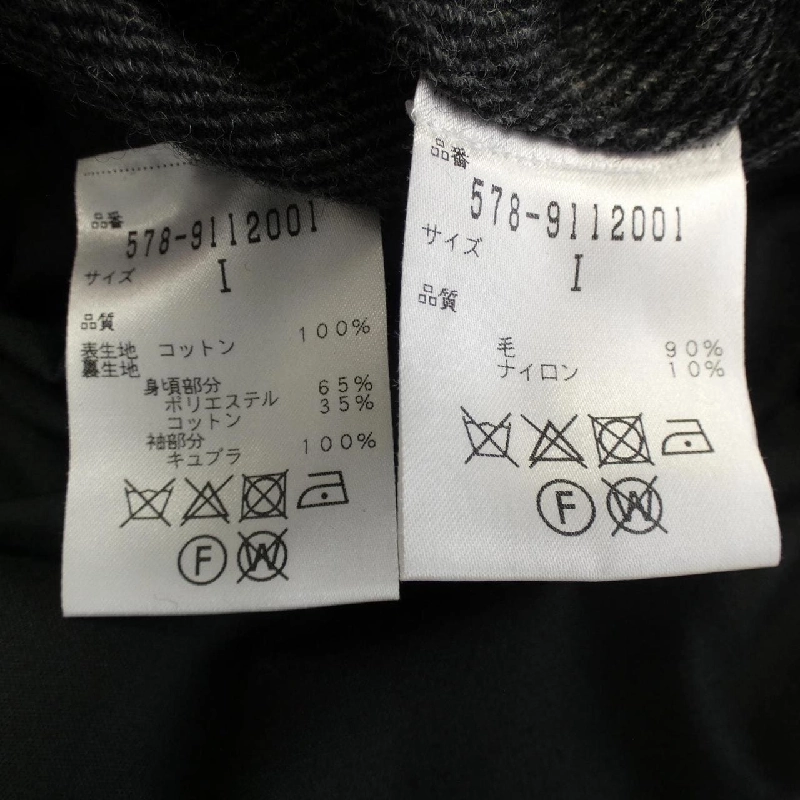 品番
578-9112001
サイズ
I
品質
表生地 コットン 100%
裏生地
身頃部分
ポリエステル 65%
コットン 35%
袖部分
キュプラ 100%
F W
品番
578-9112001
サイズ
I
品質
毛 90%
ナイロン 10%
F W